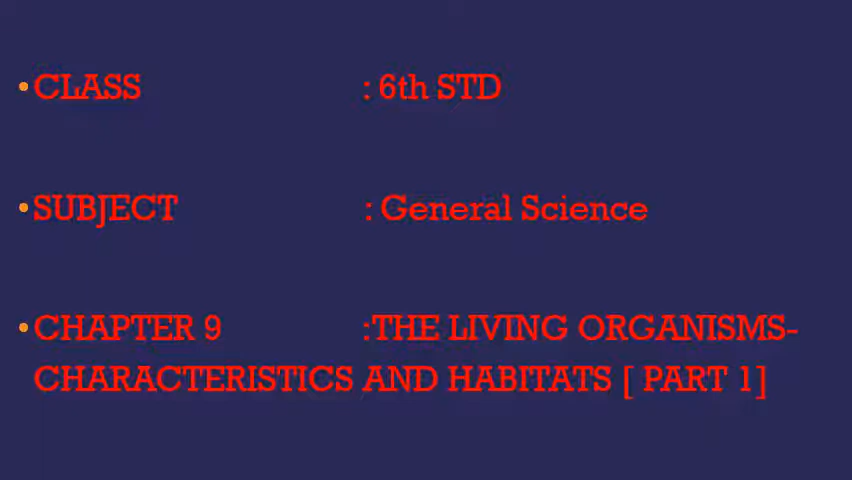 •CLASS : 6th STD
•SUBJECT : General Science
•CHAPTER 9 :THE LIVING ORGANISMS-
CHARACTERISTICS AND HABITATS [ PART 1]